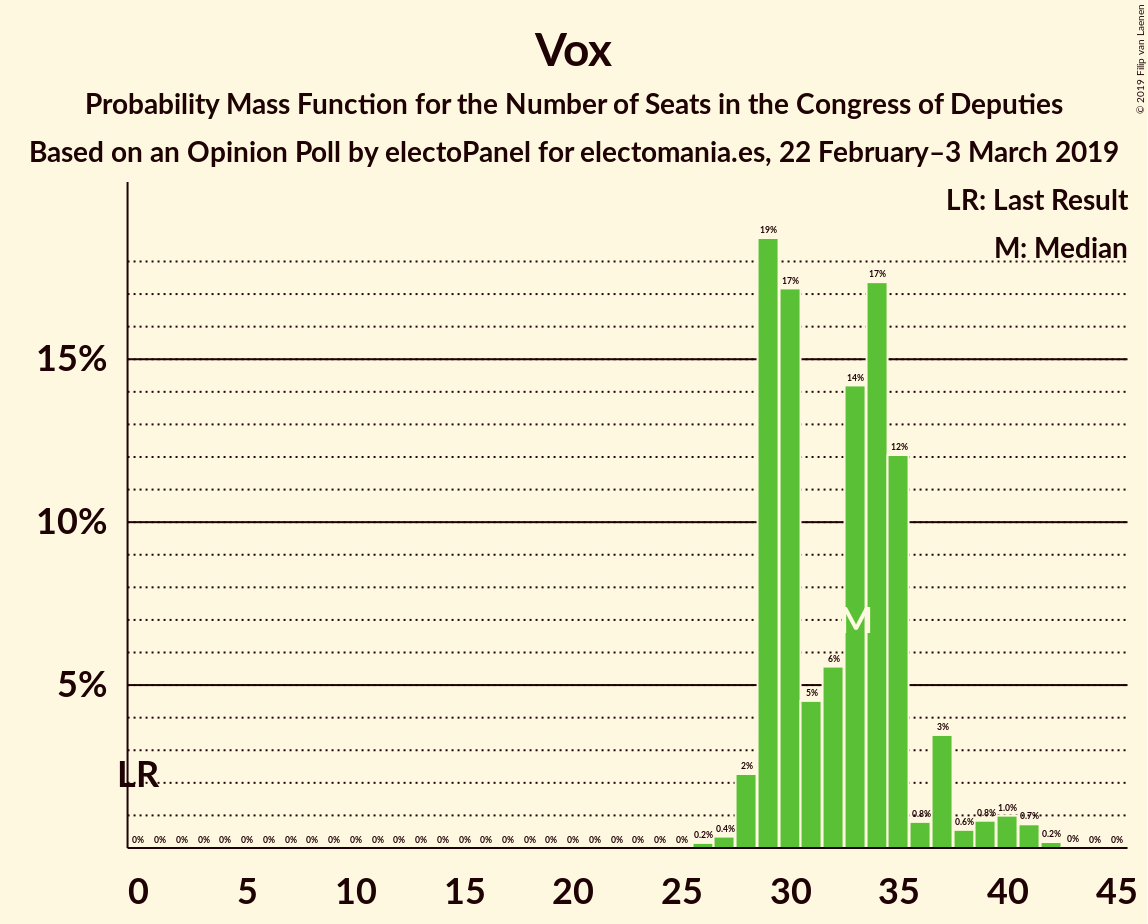 Vox
Probability Mass Function for the Number of Seats in the Congress of Deputies
Based on an Opinion Poll by electoPanel for electomania.es, 22 February–3 March 2019
© 2019 Filip van Laenen
LR: Last Result
M: Median
15%
10%
5%
LR
M
0% 0% 0% 0% 0% 0% 0% 0% 0% 0% 0% 0% 0% 0% 0% 0% 0% 0% 0% 0% 0% 0% 0% 0% 0% 0% 0.2% 0.4% 2% 19% 17% 5% 6% 14% 17% 12% 0.8% 3% 0.6% 0.8% 1.0% 0.7% 0.2% 0% 0% 0%
0 5 10 15 20 25 30 35 40 45